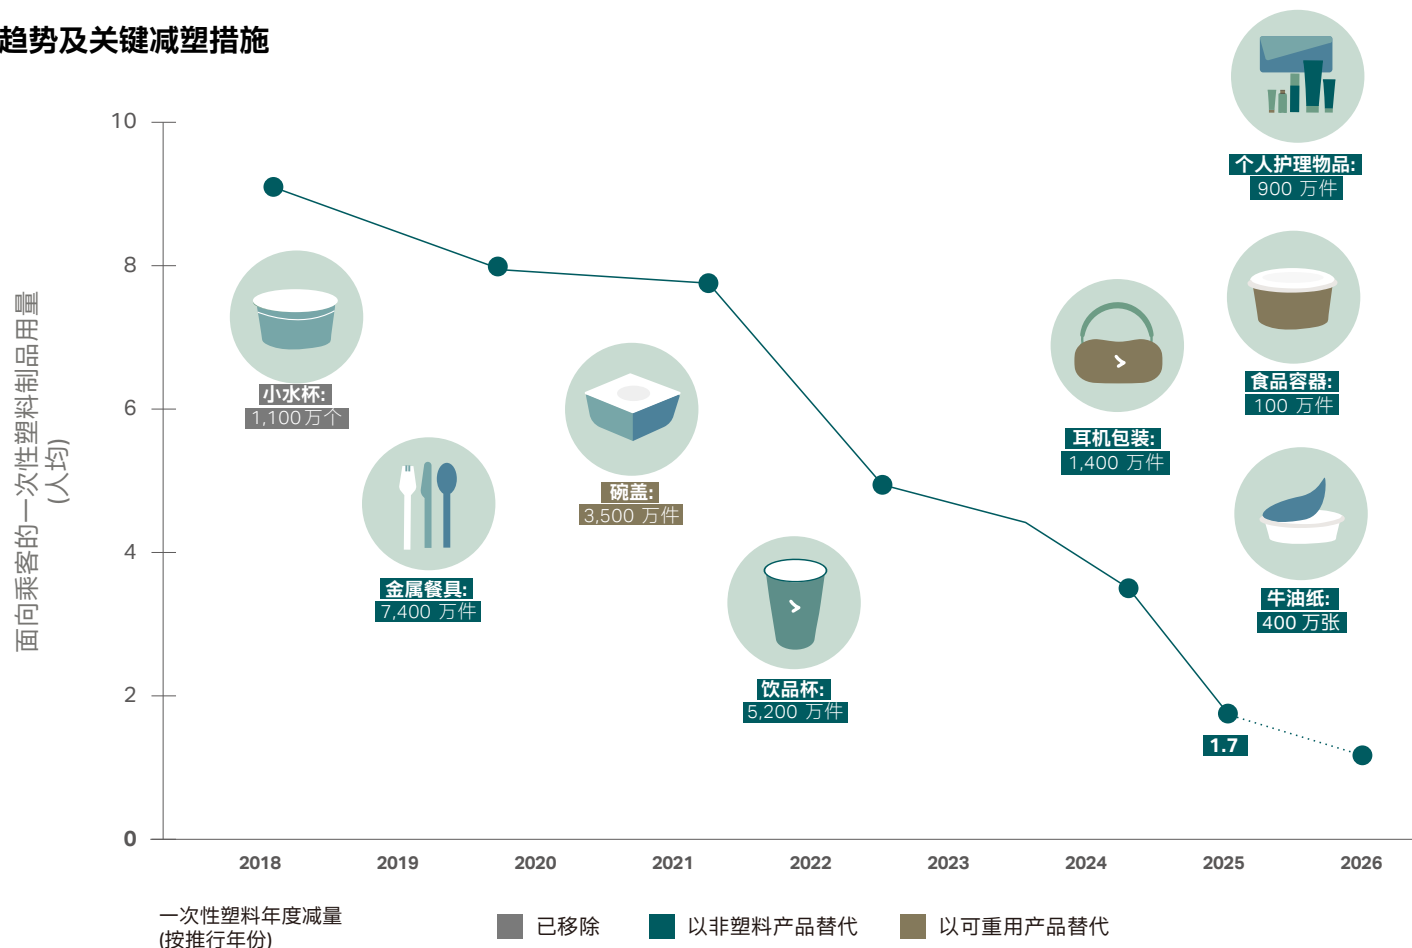 趋势及关键减塑措施
面向乘客的一次性塑料制品用量
(人均)
10
8
6
4
2
0
小水杯:
1,100万个
金属餐具:
7,400 万件
碗盖:
3,500 万件
饮品杯:
5,200 万件
耳机包装:
1,400 万件
个人护理物品:
900 万件
食品容器:
100 万件
牛油纸:
400 万张
1.7
2018
2019
2020
2021
2022
2023
2024
2025
2026
一次性塑料年度减量
(按推行年份)
已移除
以非塑料产品替代
以可重用产品替代